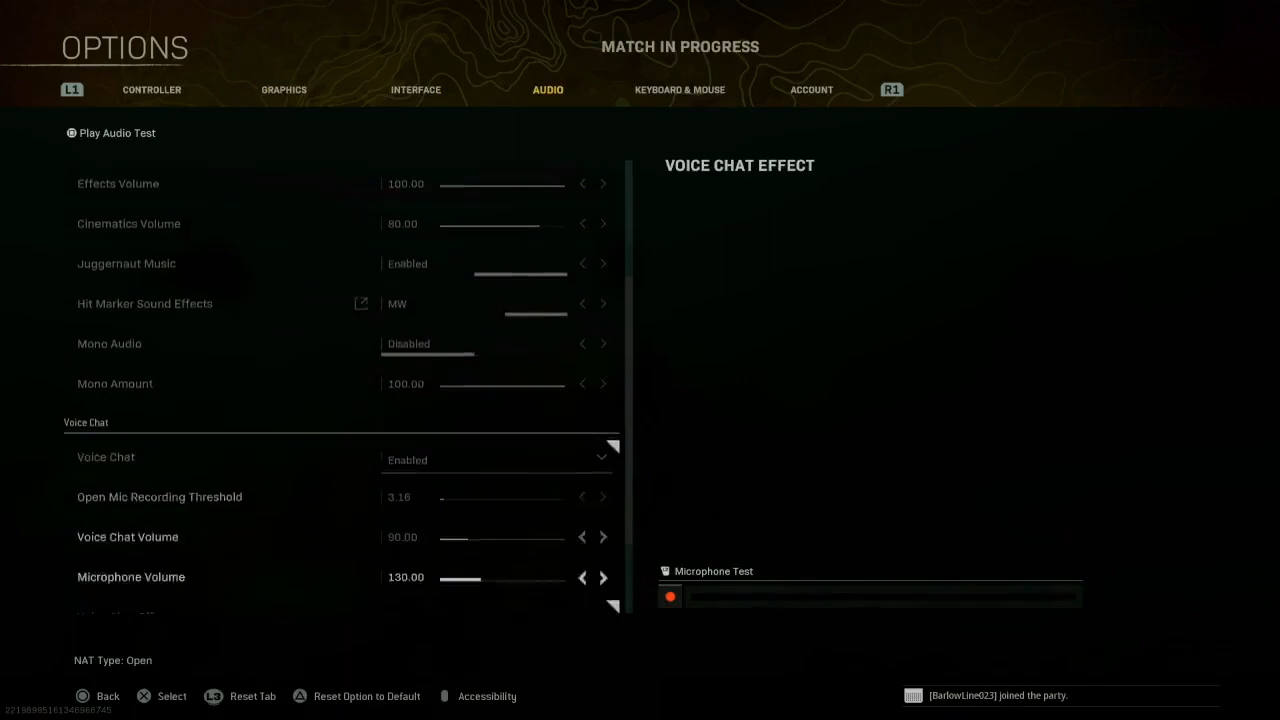 OPTIONS
MATCH IN PROGRESS
L1 CONTROLLER GRAPHICS INTERFACE AUDIO KEYBOARD & MOUSE ACCOUNT R1
Play Audio Test
VOICE CHAT EFFECT
Effects Volume 100.00
Cinematics Volume 80.00
Juggernaut Music Enabled
Hit Marker Sound Effects MW
Mono Audio Disabled
Mono Amount 100.00
Voice Chat
Voice Chat Enabled
Open Mic Recording Threshold 3.16
Voice Chat Volume 90.00
Microphone Volume 130.00
Microphone Test
NAT Type: Open
Back Select L3 Reset Tab Reset Option to Default Accessibility
[BarlowLine023] joined the party.